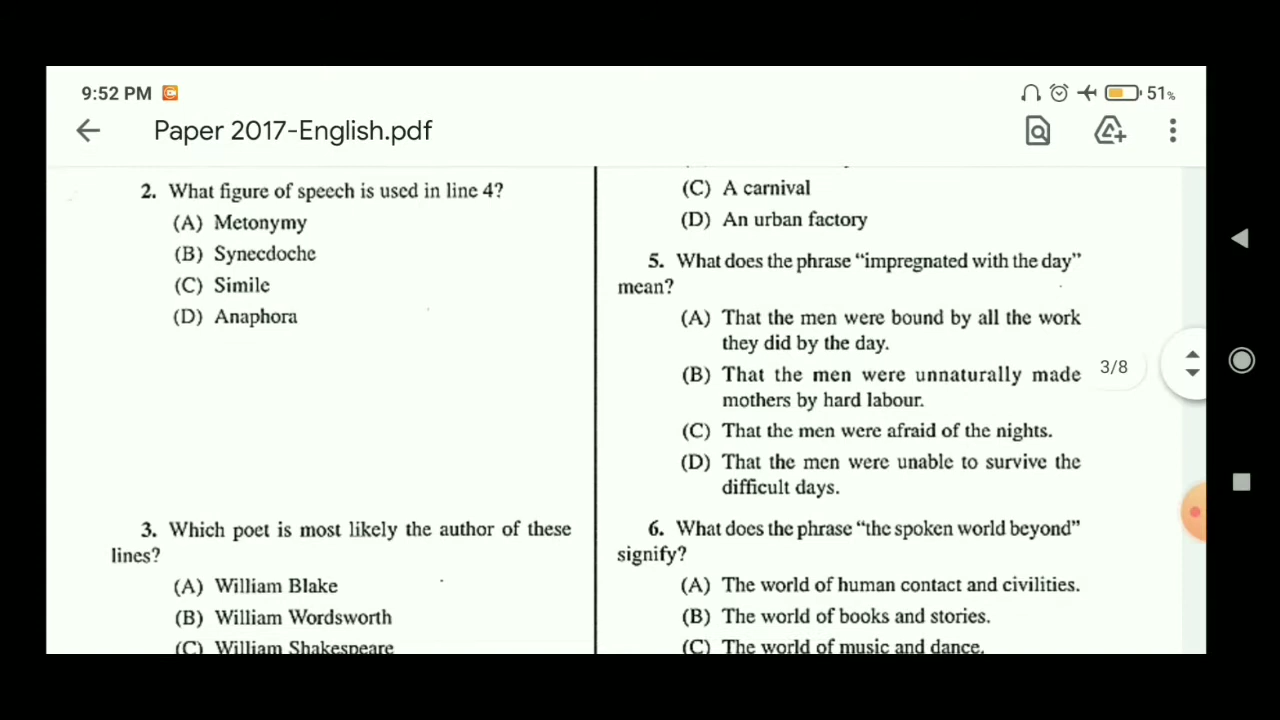 9:52 PM
51%
Paper 2017-English.pdf
2. What figure of speech is used in line 4?
(A) Metonymy
(B) Synecdoche
(C) Simile
(D) Anaphora
3. Which poet is most likely the author of these
lines?
(A) William Blake
(B) William Wordsworth
(C) William Shakespeare
(C) A carnival
(D) An urban factory
5. What does the phrase “impregnated with the day”
mean?
(A) That the men were bound by all the work
they did by the day.
(B) That the men were unnaturally made
mothers by hard labour.
(C) That the men were afraid of the nights.
(D) That the men were unable to survive the
difficult days.
6. What does the phrase “the spoken world beyond”
signify?
(A) The world of human contact and civilities.
(B) The world of books and stories.
(C) The world of music and dance.
3/8